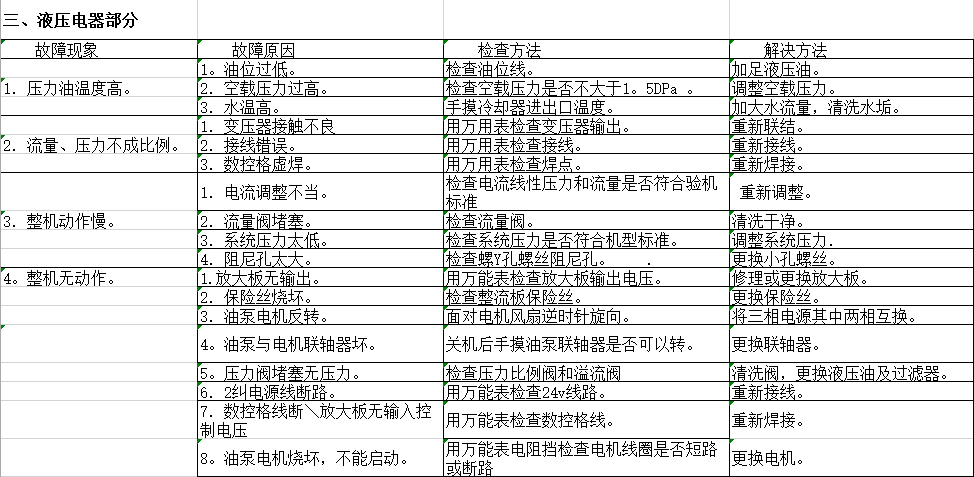 三、液压电器部分
故障现象 故障原因 检查方法 解决方法
1。油位过低。 检查油位线。 加足液压油。
1. 压力油温度高。 2. 空载压力过高。 检查空载压力是否不大于1。5DPa 。 调整空载压力。
3. 水温高。 手摸冷却器进出口温度。 加大水流量，清洗水垢。
1. 变压器接触不良 用万用表检查变压器输出。 重新联结。
2. 流量、压力不成比例。 2. 接线错误。 用万用表检查接线。 重新接线。
3. 数控格虚焊。 用万用表检查焊点。 重新焊接。
1. 电流调整不当。 检查电流线性压力和流量是否符合验机 重新调整。
标准
3. 整机动作慢。 2. 流量阀堵塞。 检查流量阀。 清洗干净。
3. 系统压力太低。 检查系统压力是否符合机型标准。 调整系统压力.
4. 阻尼孔太大。 检查螺Y孔螺丝阻尼孔。 . 更换小孔螺丝。
4。整机无动作。 1.放大板无输出。 用万能表检查放大板输出电压。 修理或更换放大板。
2. 保险丝烧坏。 检查整流板保险丝。 更换保险丝。
3. 油泵电机反转。 面对电机风扇逆时针旋向。 将三相电源其中两相互换。
4。油泵与电机联轴器坏。 关机后手摸油泵联轴器是否可以转。 更换联轴器。
5。压力阀堵塞无压力。 检查压力比例阀和溢流阀 清洗阀，更换液压油及过滤器。
6. 2纠电源线断路。 用万能表检查24v线路。 重新接线。
7. 数控格线断＼放大板无输入控 用万能表检查数控格线。 重新焊接。
制电压
8。油泵电机烧坏，不能启动。 用万能表电阻挡检查电机线圈是否短路 更换电机。
或断路